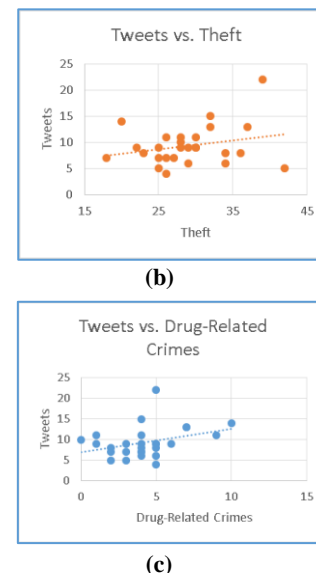 Tweets vs. Theft
25
20
15
10
5
0
Tweets
15 25 35 45
Theft
(b)
Tweets vs. Drug-Related
Crimes
25
20
15
10
5
0
Tweets
0 5 10 15
Drug-Related Crimes
(c)